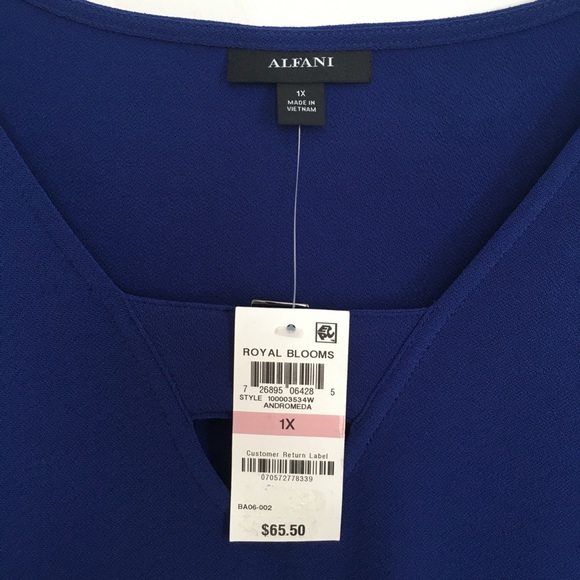 ALFANI
1X
MADE IN
VIETNAM
ROYAL BLOOMS
7 26895 06428 5
STYLE 100003534W
ANDROMEDA
1X
Customer Return Label
070572778339
BA06-002
$65.50